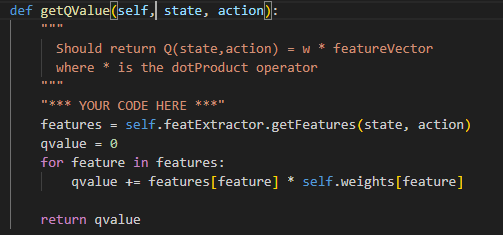 def getQValue(self, state, action):
    """
      Should return Q(state,action) = w * featureVector
      where * is the dotProduct operator
    """
    "*** YOUR CODE HERE ***"
    features = self.featExtractor.getFeatures(state, action)
    qvalue = 0
    for feature in features:
        qvalue += features[feature] * self.weights[feature]
    return qvalue